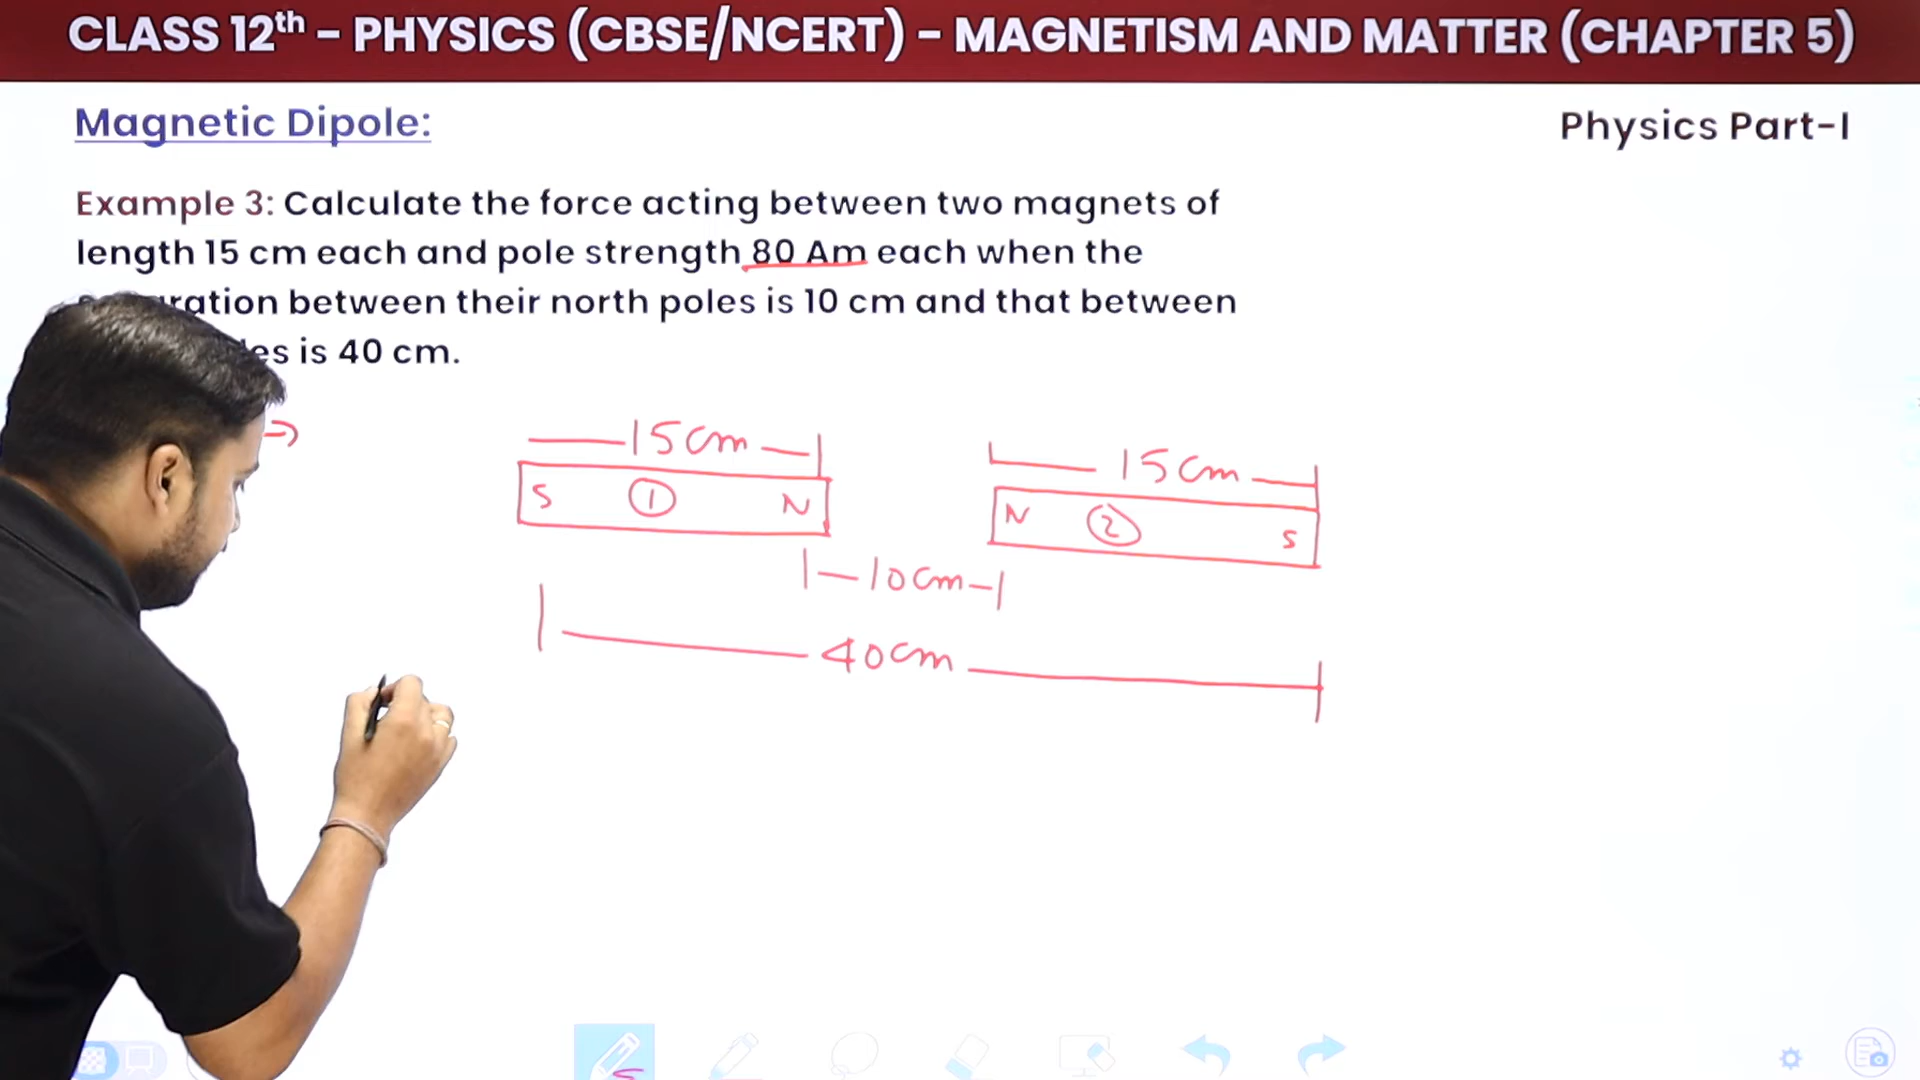 CLASS 12th – PHYSICS (CBSE/NCERT) – MAGNETISM AND MATTER (CHAPTER 5)
Magnetic Dipole:
Physics Part-I
Example 3: Calculate the force acting between two magnets of
length 15 cm each and pole strength 80 Am each when the
ration between their north poles is 10 cm and that between
es is 40 cm.
15cm
15cm
S 1 N
N 2 S
10cm
40cm